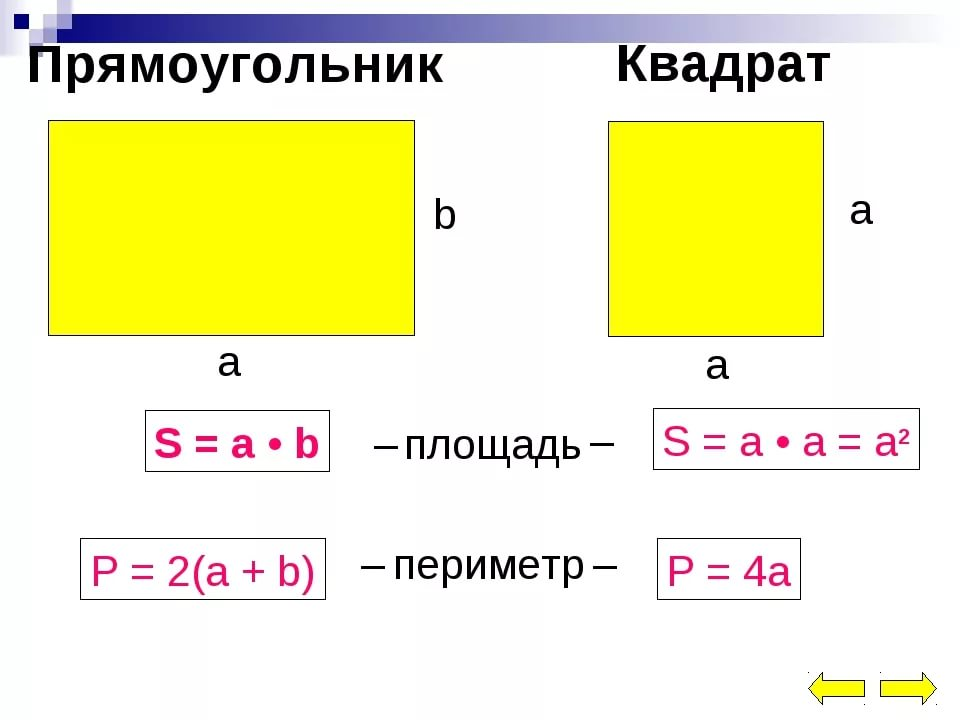 Прямоугольник Квадрат
b a
a a
S = a • b – площадь – S = a • a = a²
P = 2(a + b) – периметр – P = 4a